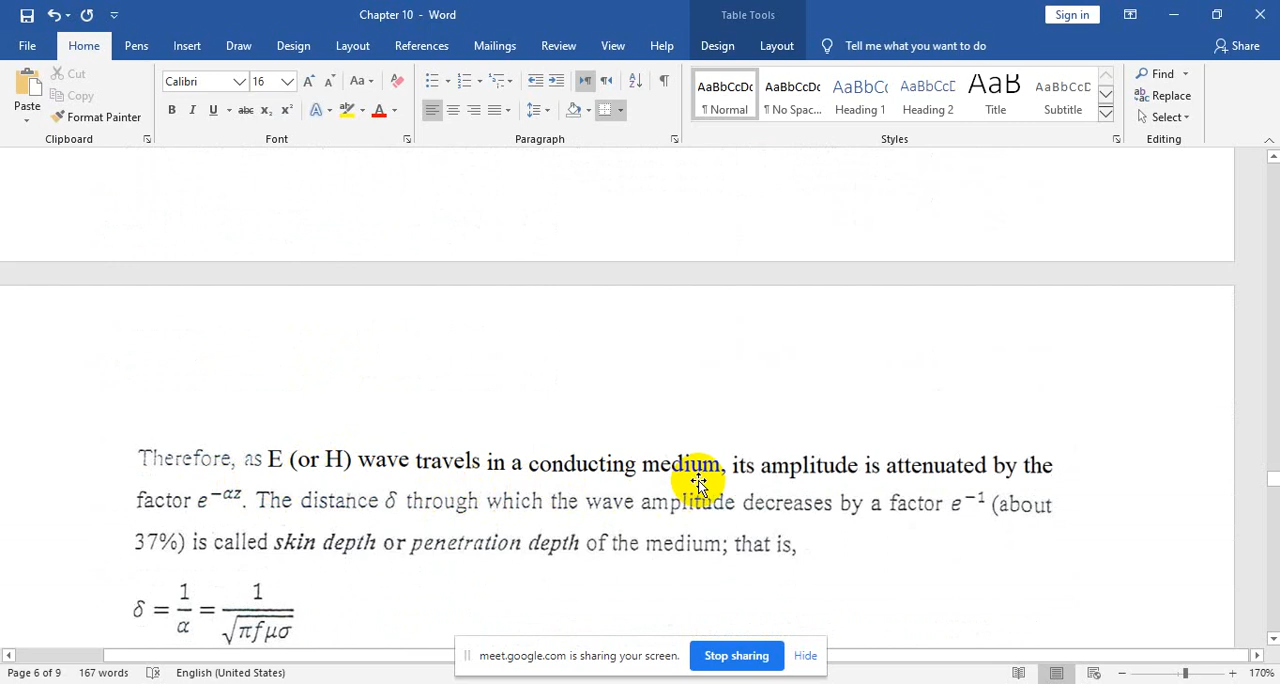 Chapter 10 - Word
Table Tools
Sign in
File
Home
Pens
Insert
Draw
Design
Layout
References
Mailings
Review
View
Help
Design
Layout
Tell me what you want to do
Share
Paste
Cut
Copy
Format Painter
Clipboard
Calibri
16
Font
Paragraph
AaBbCcDc
¶ Normal
AaBbCcDc
¶ No Spac...
AaBbCc
Heading 1
AaBbCcD
Heading 2
AaB
Title
AaBbCcD
Subtitle
Styles
Find
Replace
Select
Editing
Therefore, as E (or H) wave travels in a conducting medium, its amplitude is attenuated by the
factor e^{-αz}. The distance δ through which the wave amplitude decreases by a factor e^{-1} (about
37%) is called skin depth or penetration depth of the medium; that is,
δ = 1/α = 1/√(πfμσ)
meet.google.com is sharing your screen.
Stop sharing
Hide
Page 6 of 9
167 words
English (United States)
170%